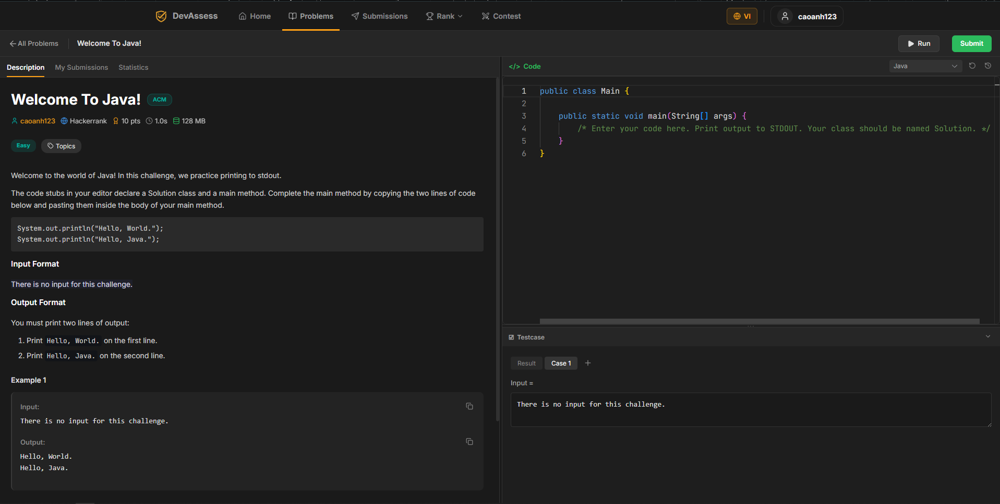 DevAssess Home Problems Submissions Rank Contest VI caoanh123
All Problems Welcome To Java! Run Submit
Description My Submissions Statistics
Welcome To Java! ACM
caoanh123 Hackerrank 10 pts 1.0s 128 MB
Easy Topics
Welcome to the world of Java! In this challenge, we practice printing to stdout.
The code stubs in your editor declare a Solution class and a main method. Complete the main method by copying the two lines of code
below and pasting them inside the body of your main method.
System.out.println("Hello, World.");
System.out.println("Hello, Java.");
Input Format
There is no input for this challenge.
Output Format
You must print two lines of output:
1. Print Hello, World. on the first line.
2. Print Hello, Java. on the second line.
Example 1
Input:
There is no input for this challenge.
Output:
Hello, World.
Hello, Java.
</> Code Java
1 public class Main {
2
3 public static void main(String[] args) {
4 /* Enter your code here. Print output to STDOUT. Your class should be named Solution. */
5 }
6 }
Testcase
Result Case 1 +
Input =
There is no input for this challenge.